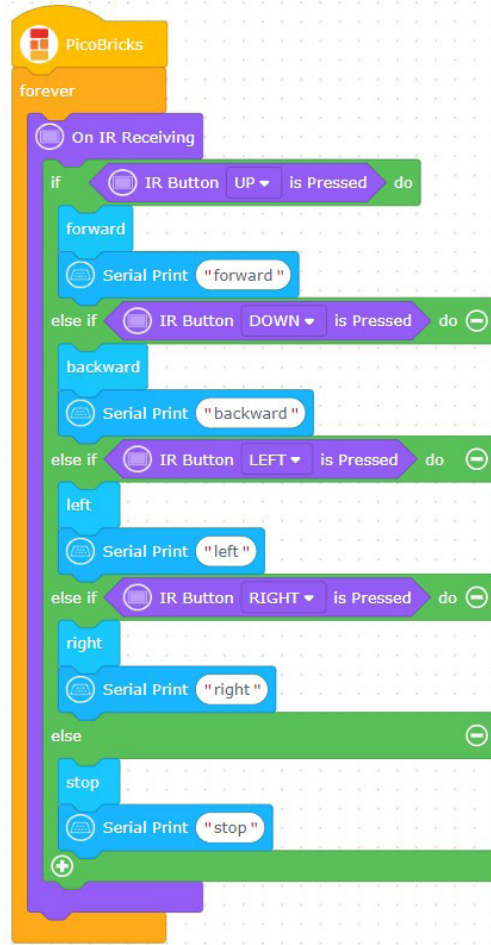 PicoBricks
forever
On IR Receiving
if IR Button UP is Pressed do
forward
Serial Print "forward"
else if IR Button DOWN is Pressed do
backward
Serial Print "backward"
else if IR Button LEFT is Pressed do
left
Serial Print "left"
else if IR Button RIGHT is Pressed do
right
Serial Print "right"
else
stop
Serial Print "stop"